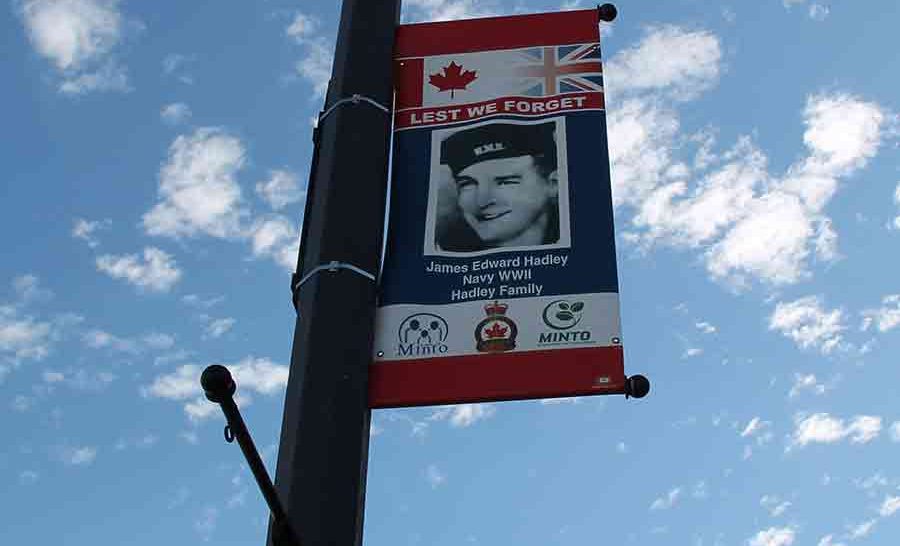 LEST WE FORGET
James Edward Hadley
Navy WWII
Hadley Family
Minto
MINTO